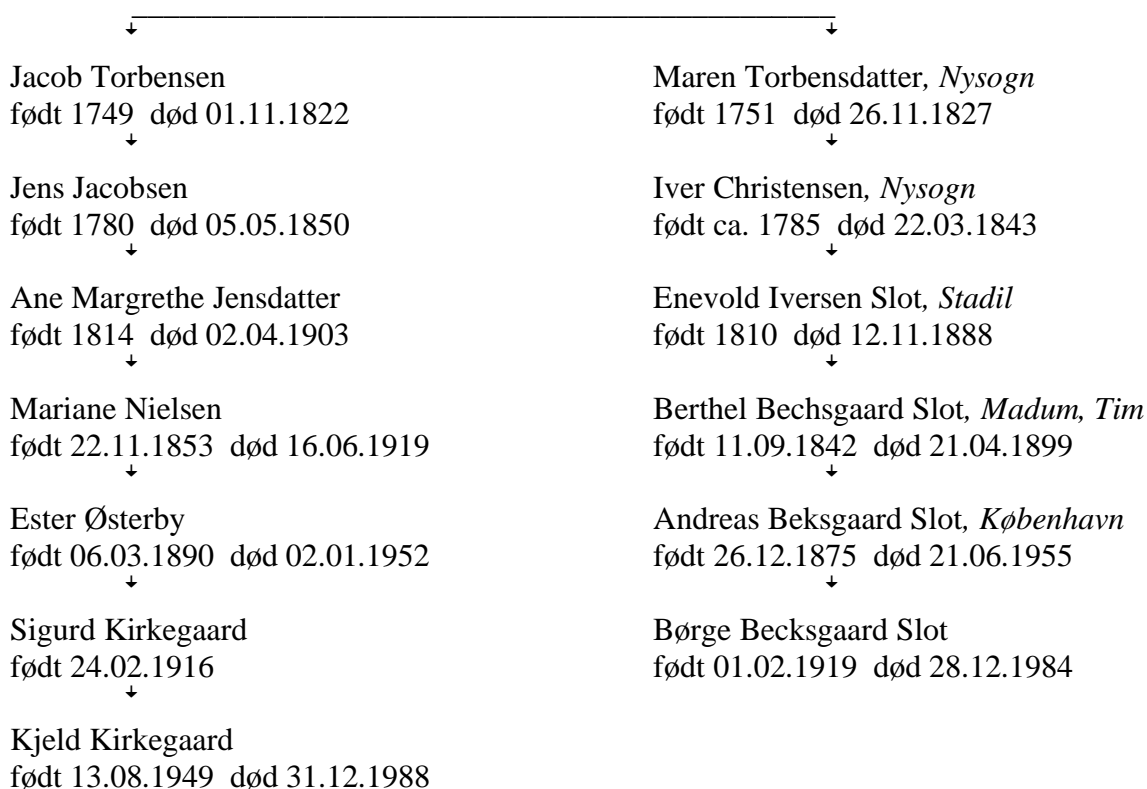 Jacob Torbensen
født 1749  død 01.11.1822
Jens Jacobsen
født 1780  død 05.05.1850
Ane Margrethe Jensdatter
født 1814  død 02.04.1903
Mariane Nielsen
født 22.11.1853  død 16.06.1919
Ester Østerby
født 06.03.1890  død 02.01.1952
Sigurd Kirkegaard
født 24.02.1916
Kjeld Kirkegaard
født 13.08.1949  død 31.12.1988
Maren Torbensdatter, Nysogn
født 1751  død 26.11.1827
Iver Christensen, Nysogn
født ca. 1785  død 22.03.1843
Enevold Iversen Slot, Stadil
født 1810  død 12.11.1888
Berthel Bechsgaard Slot, Madum, Tim
født 11.09.1842  død 21.04.1899
Andreas Beksgaard Slot, København
født 26.12.1875  død 21.06.1955
Børge Becksgaard Slot
født 01.02.1919  død 28.12.1984